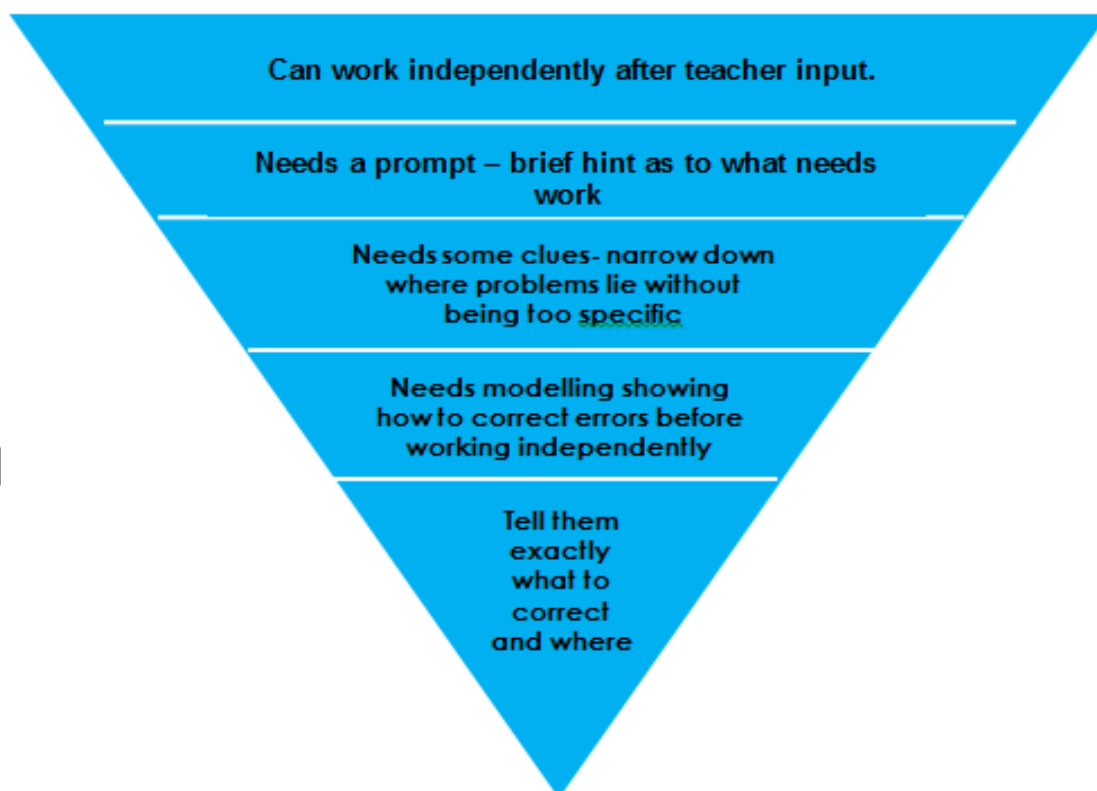 Can work independently after teacher input.
Needs a prompt – brief hint as to what needs
work
Needs some clues- narrow down
where problems lie without
being too specific
Needs modelling showing
how to correct errors before
working independently
Tell them
exactly
what to
correct
and where